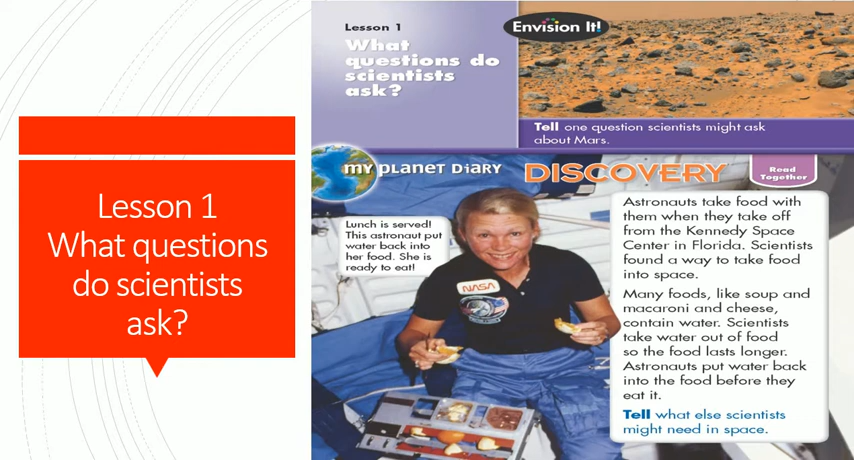 Lesson 1
What questions
do scientists
ask?
Lesson 1
What
questions do
scientists
ask?
Envision It!
Tell one question scientists might ask
about Mars.
my planet Diary
DISCOVERY
Read
Together
Lunch is served!
This astronaut put
water back into
her food. She is
ready to eat!
NASA
Astronauts take food with
them when they take off
from the Kennedy Space
Center in Florida. Scientists
found a way to take food
into space.
Many foods, like soup and
macaroni and cheese,
contain water. Scientists
take water out of food
so the food lasts longer.
Astronauts put water back
into the food before they
eat it.
Tell what else scientists
might need in space.